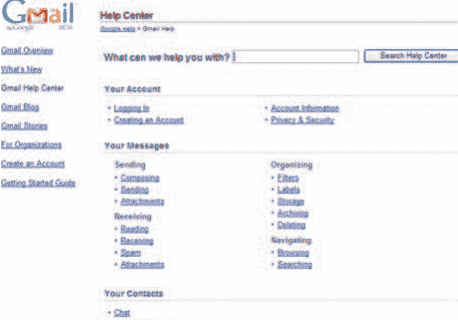 Gmail
by Google BETA
Gmail Overview
What's New
Gmail Help Center
Gmail Blog
Gmail Stories
For Organizations
Create an Account
Getting Started Guide
Help Center
Google Help > Gmail Help
What can we help you with? Search Help Center
Your Account
• Logging In
• Creating an Account
• Account Information
• Privacy & Security
Your Messages
Sending
• Composing
• Sending
• Attachments
Receiving
• Reading
• Receiving
• Spam
• Attachments
Organizing
• Filters
• Labels
• Storage
• Archiving
• Deleting
Navigating
• Browsing
• Searching
Your Contacts
• Chat